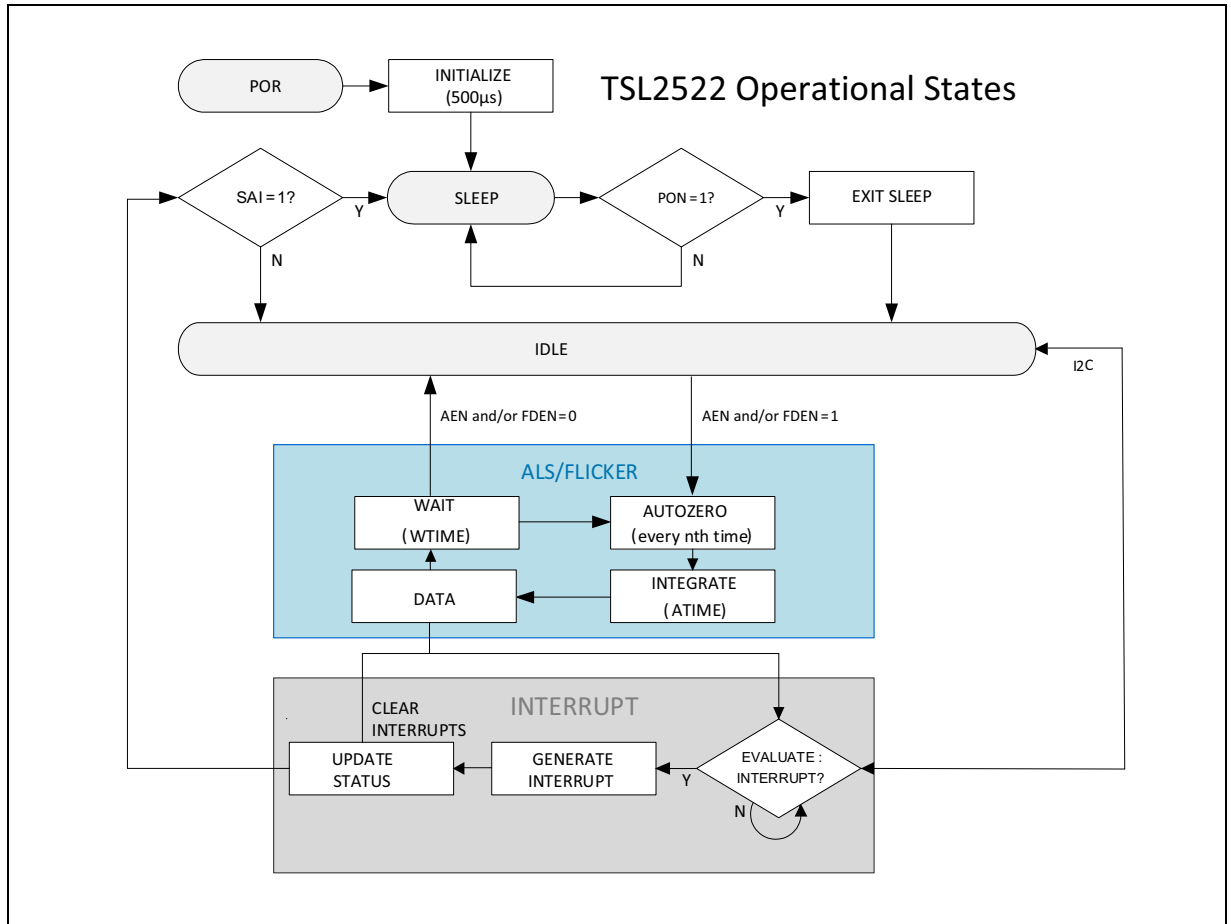 TSL2522 Operational States
POR
INITIALIZE
(500µs)
SAI = 1?
Y
N
SLEEP
PON = 1?
Y
N
EXIT SLEEP
IDLE
I2C
AEN and/or FDEN = 0
AEN and/or FDEN = 1
ALS/FLICKER
WAIT
( WTIME)
AUTOZERO
(every nth time)
DATA
INTEGRATE
( ATIME)
INTERRUPT
CLEAR
INTERRUPTS
UPDATE
STATUS
GENERATE
INTERRUPT
Y
EVALUATE :
INTERRUPT?
N